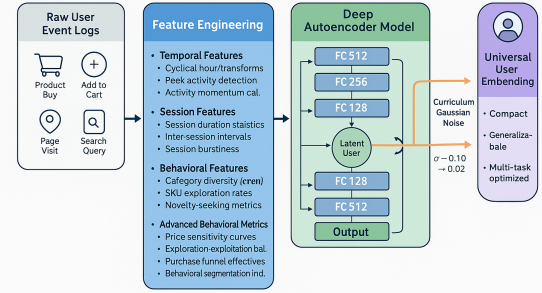 Raw User
Event Logs
Product
Buy
Add to
Cart
Page
Visit
Search
Query
Feature Engineering
Temporal Features
• Cyclical hour/transforms
• Peek activity detection
• Activity momentum cal.
Session Features
• Session duration stastics
• Inter-session intervals
• Session burstiness
Behavioral Features
• Category diversity (eren)
• SKU exploration rates
• Novelty-seeking metrics
Advanced Behavioral Metrics
• Price sensitivity curves
• Exploration-exploitation bal.
• Purchase funnel effectives
• Behavioral segmentation ind.
Deep
Autoencoder Model
FC 512
FC 256
FC 128
Latent
User
FC 128
FC 512
Output
Curriculum
Gaussian
Noise
σ – 0.10
→ 0.02
Universal
User
Embending
• Compact
• Generaliza-
bale
• Multi-task
optimized